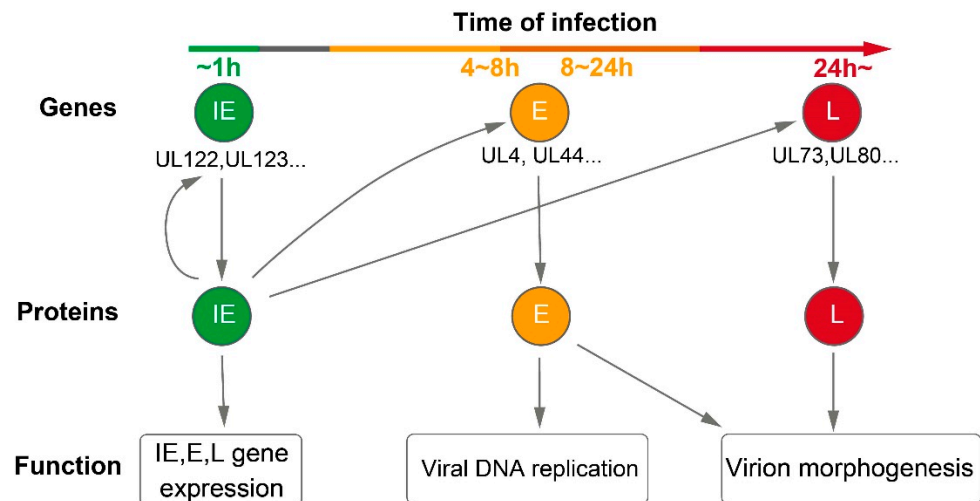 Time of infection
~1h 4~8h 8~24h 24h~
Genes IE E L
UL122,UL123... UL4, UL44... UL73,UL80...
Proteins IE E L
Function
IE,E,L gene
expression
Viral DNA replication
Virion morphogenesis